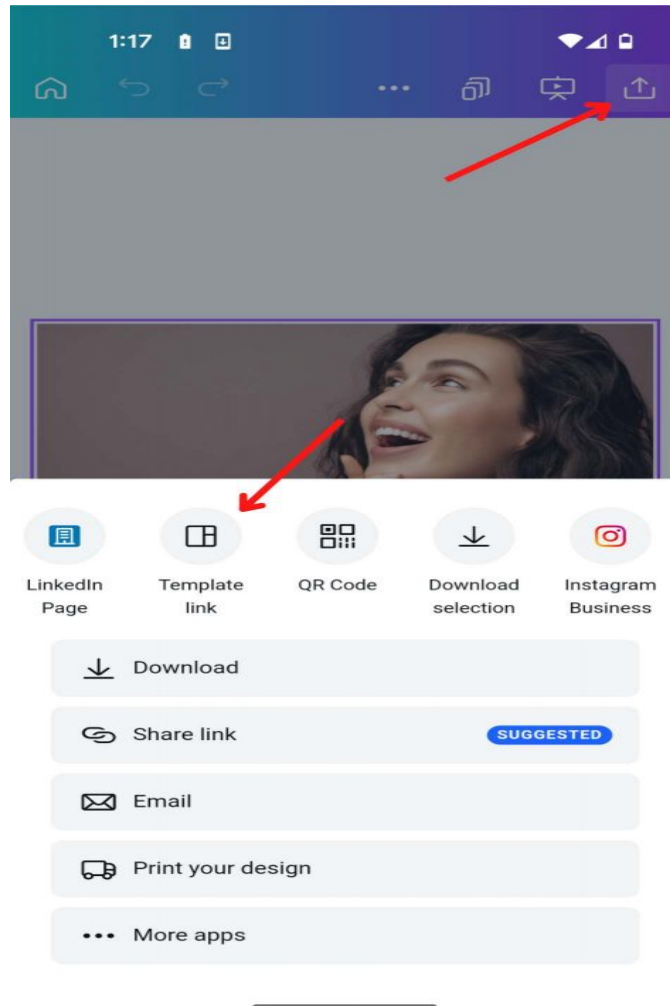 1:17
LinkedIn Page
Template link
QR Code
Download selection
Instagram Business
Download
Share link
SUGGESTED
Email
Print your design
More apps